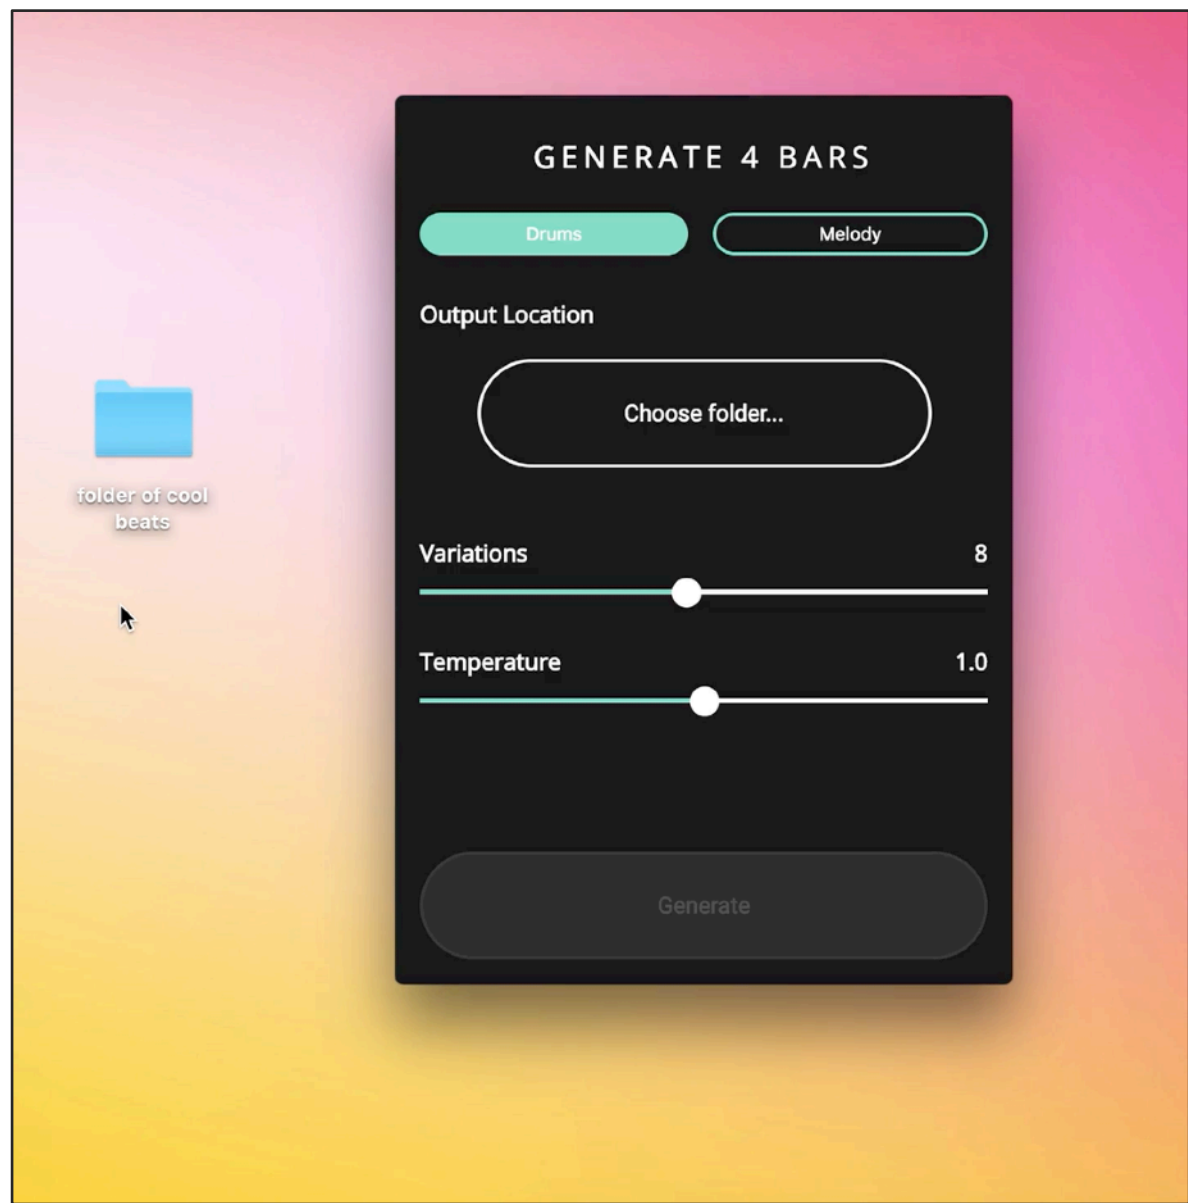 GENERATE 4 BARS
Drums Melody
Output Location
Choose folder...
folder of cool
beats
Variations 8
Temperature 1.0
Generate